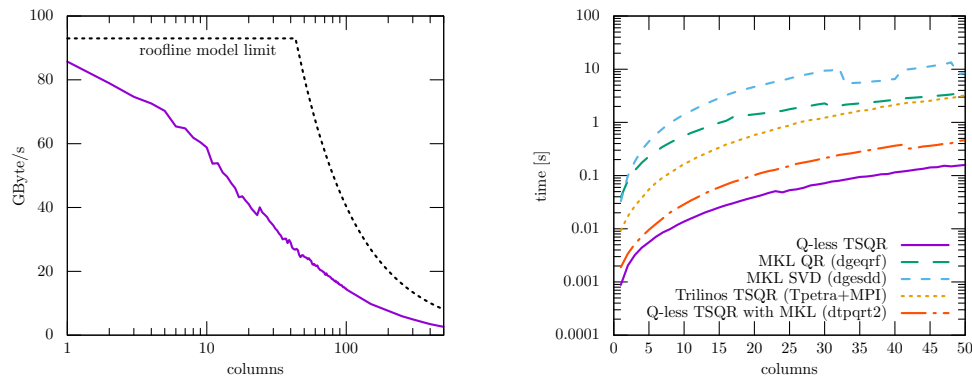 100
80
60
40
20
0
GByte/s
roofline model limit
1
10
100
columns
100
10
1
0.1
0.01
0.001
0.0001
time [s]
Q-less TSQR
MKL QR (dgeqrf)
MKL SVD (dgesdd)
Trilinos TSQR (Tpetra+MPI)
Q-less TSQR with MKL (dtpqrt2)
0 5 10 15 20 25 30 35 40 45 50
columns